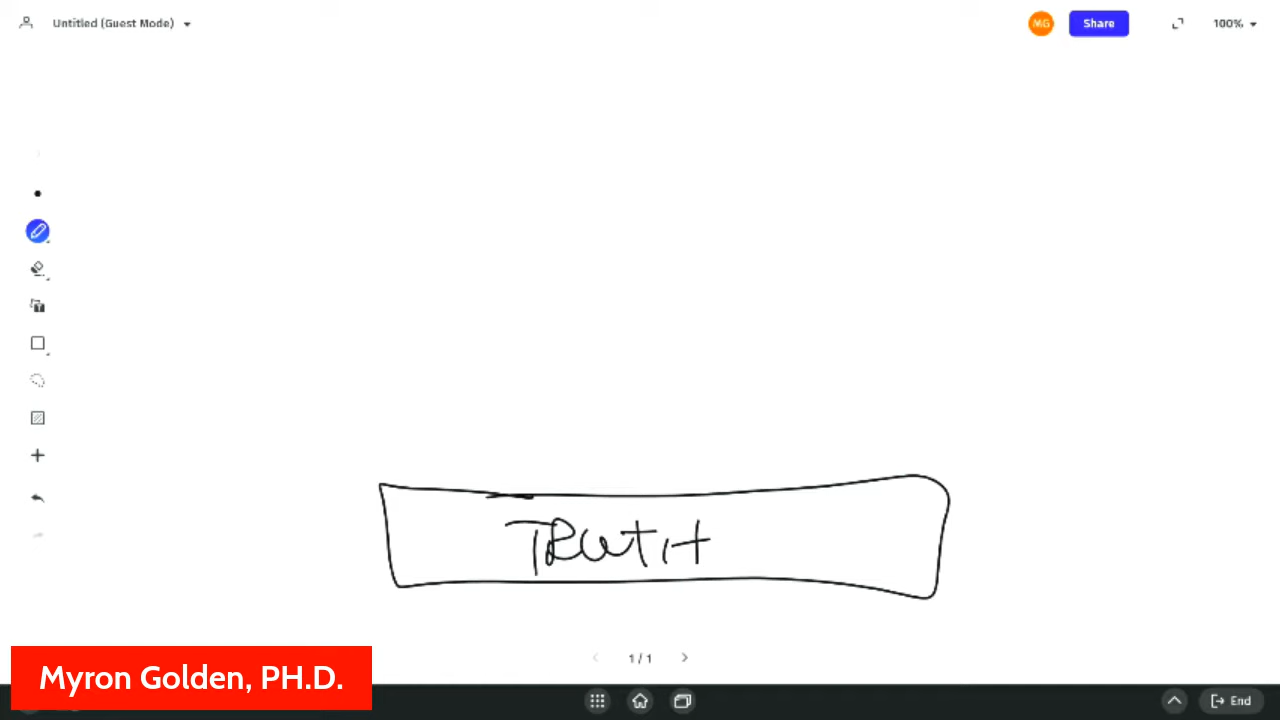 Untitled (Guest Mode)
MG
Share
100%
TRUTH
1/1
Myron Golden, PH.D.
End